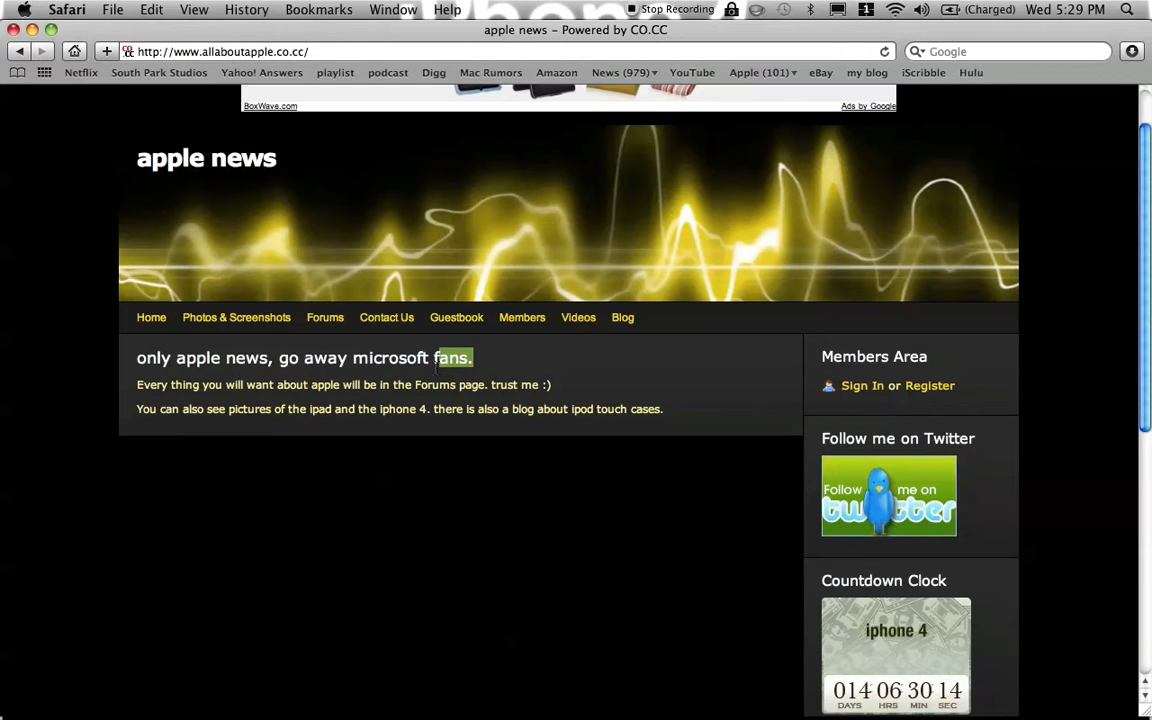 Safari File Edit View History Bookmarks Window Help Stop Recording 1 (Charged) Wed 5:29 PM
apple news – Powered by CO.CC
http://www.allaboutapple.co.cc/ Google
Netflix South Park Studios Yahoo! Answers playlist podcast Digg Mac Rumors Amazon News (979) YouTube Apple (101) eBay my blog iScribble Hulu
BoxWave.com Ads by Google
apple news
Home Photos & Screenshots Forums Contact Us Guestbook Members Videos Blog
only apple news, go away microsoft fans.
Every thing you will want about apple will be in the Forums page. trust me :)
You can also see pictures of the ipad and the iphone 4. there is also a blog about ipod touch cases.
Members Area
Sign In or Register
Follow me on Twitter
Follow me on
twitter
Countdown Clock
iphone 4
014 06 30 14
DAYS HRS MIN SEC